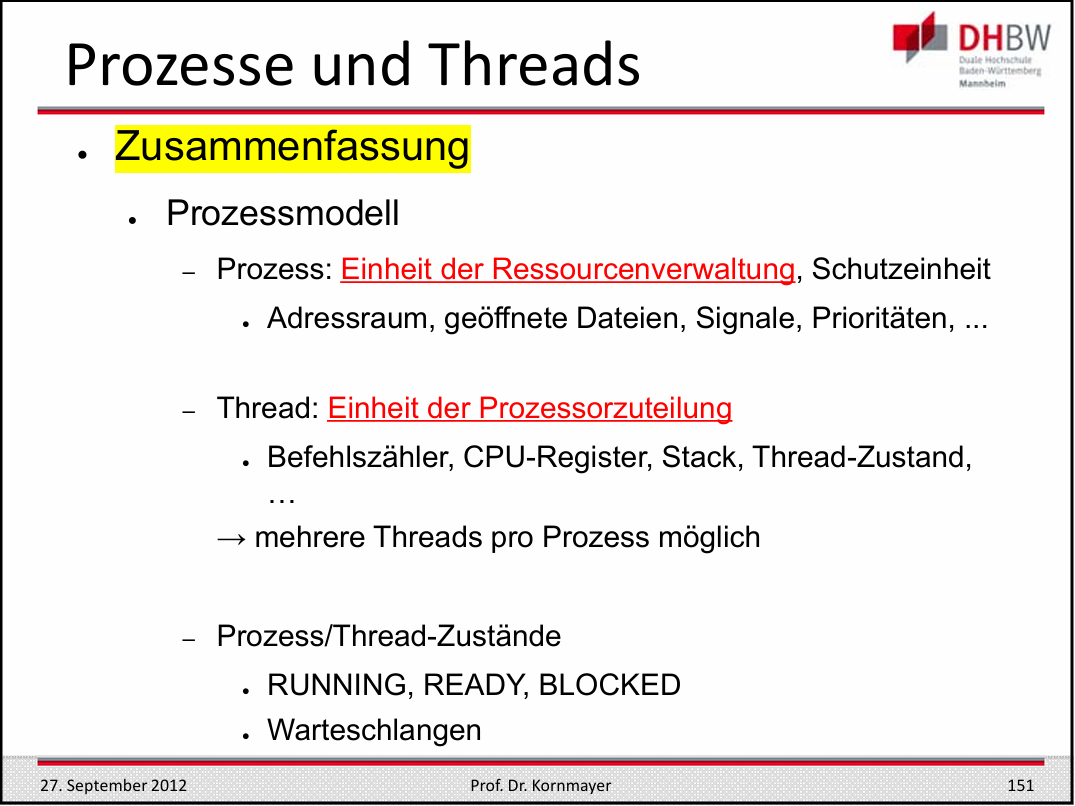 Prozesse und Threads
DHBW
Duale Hochschule
Baden-Württemberg
Mannheim
● Zusammenfassung
● Prozessmodell
– Prozess: Einheit der Ressourcenverwaltung, Schutzeinheit
● Adressraum, geöffnete Dateien, Signale, Prioritäten, ...
– Thread: Einheit der Prozessorzuteilung
● Befehlszähler, CPU-Register, Stack, Thread-Zustand,
…
→ mehrere Threads pro Prozess möglich
– Prozess/Thread-Zustände
● RUNNING, READY, BLOCKED
● Warteschlangen
27. September 2012 Prof. Dr. Kornmayer 151